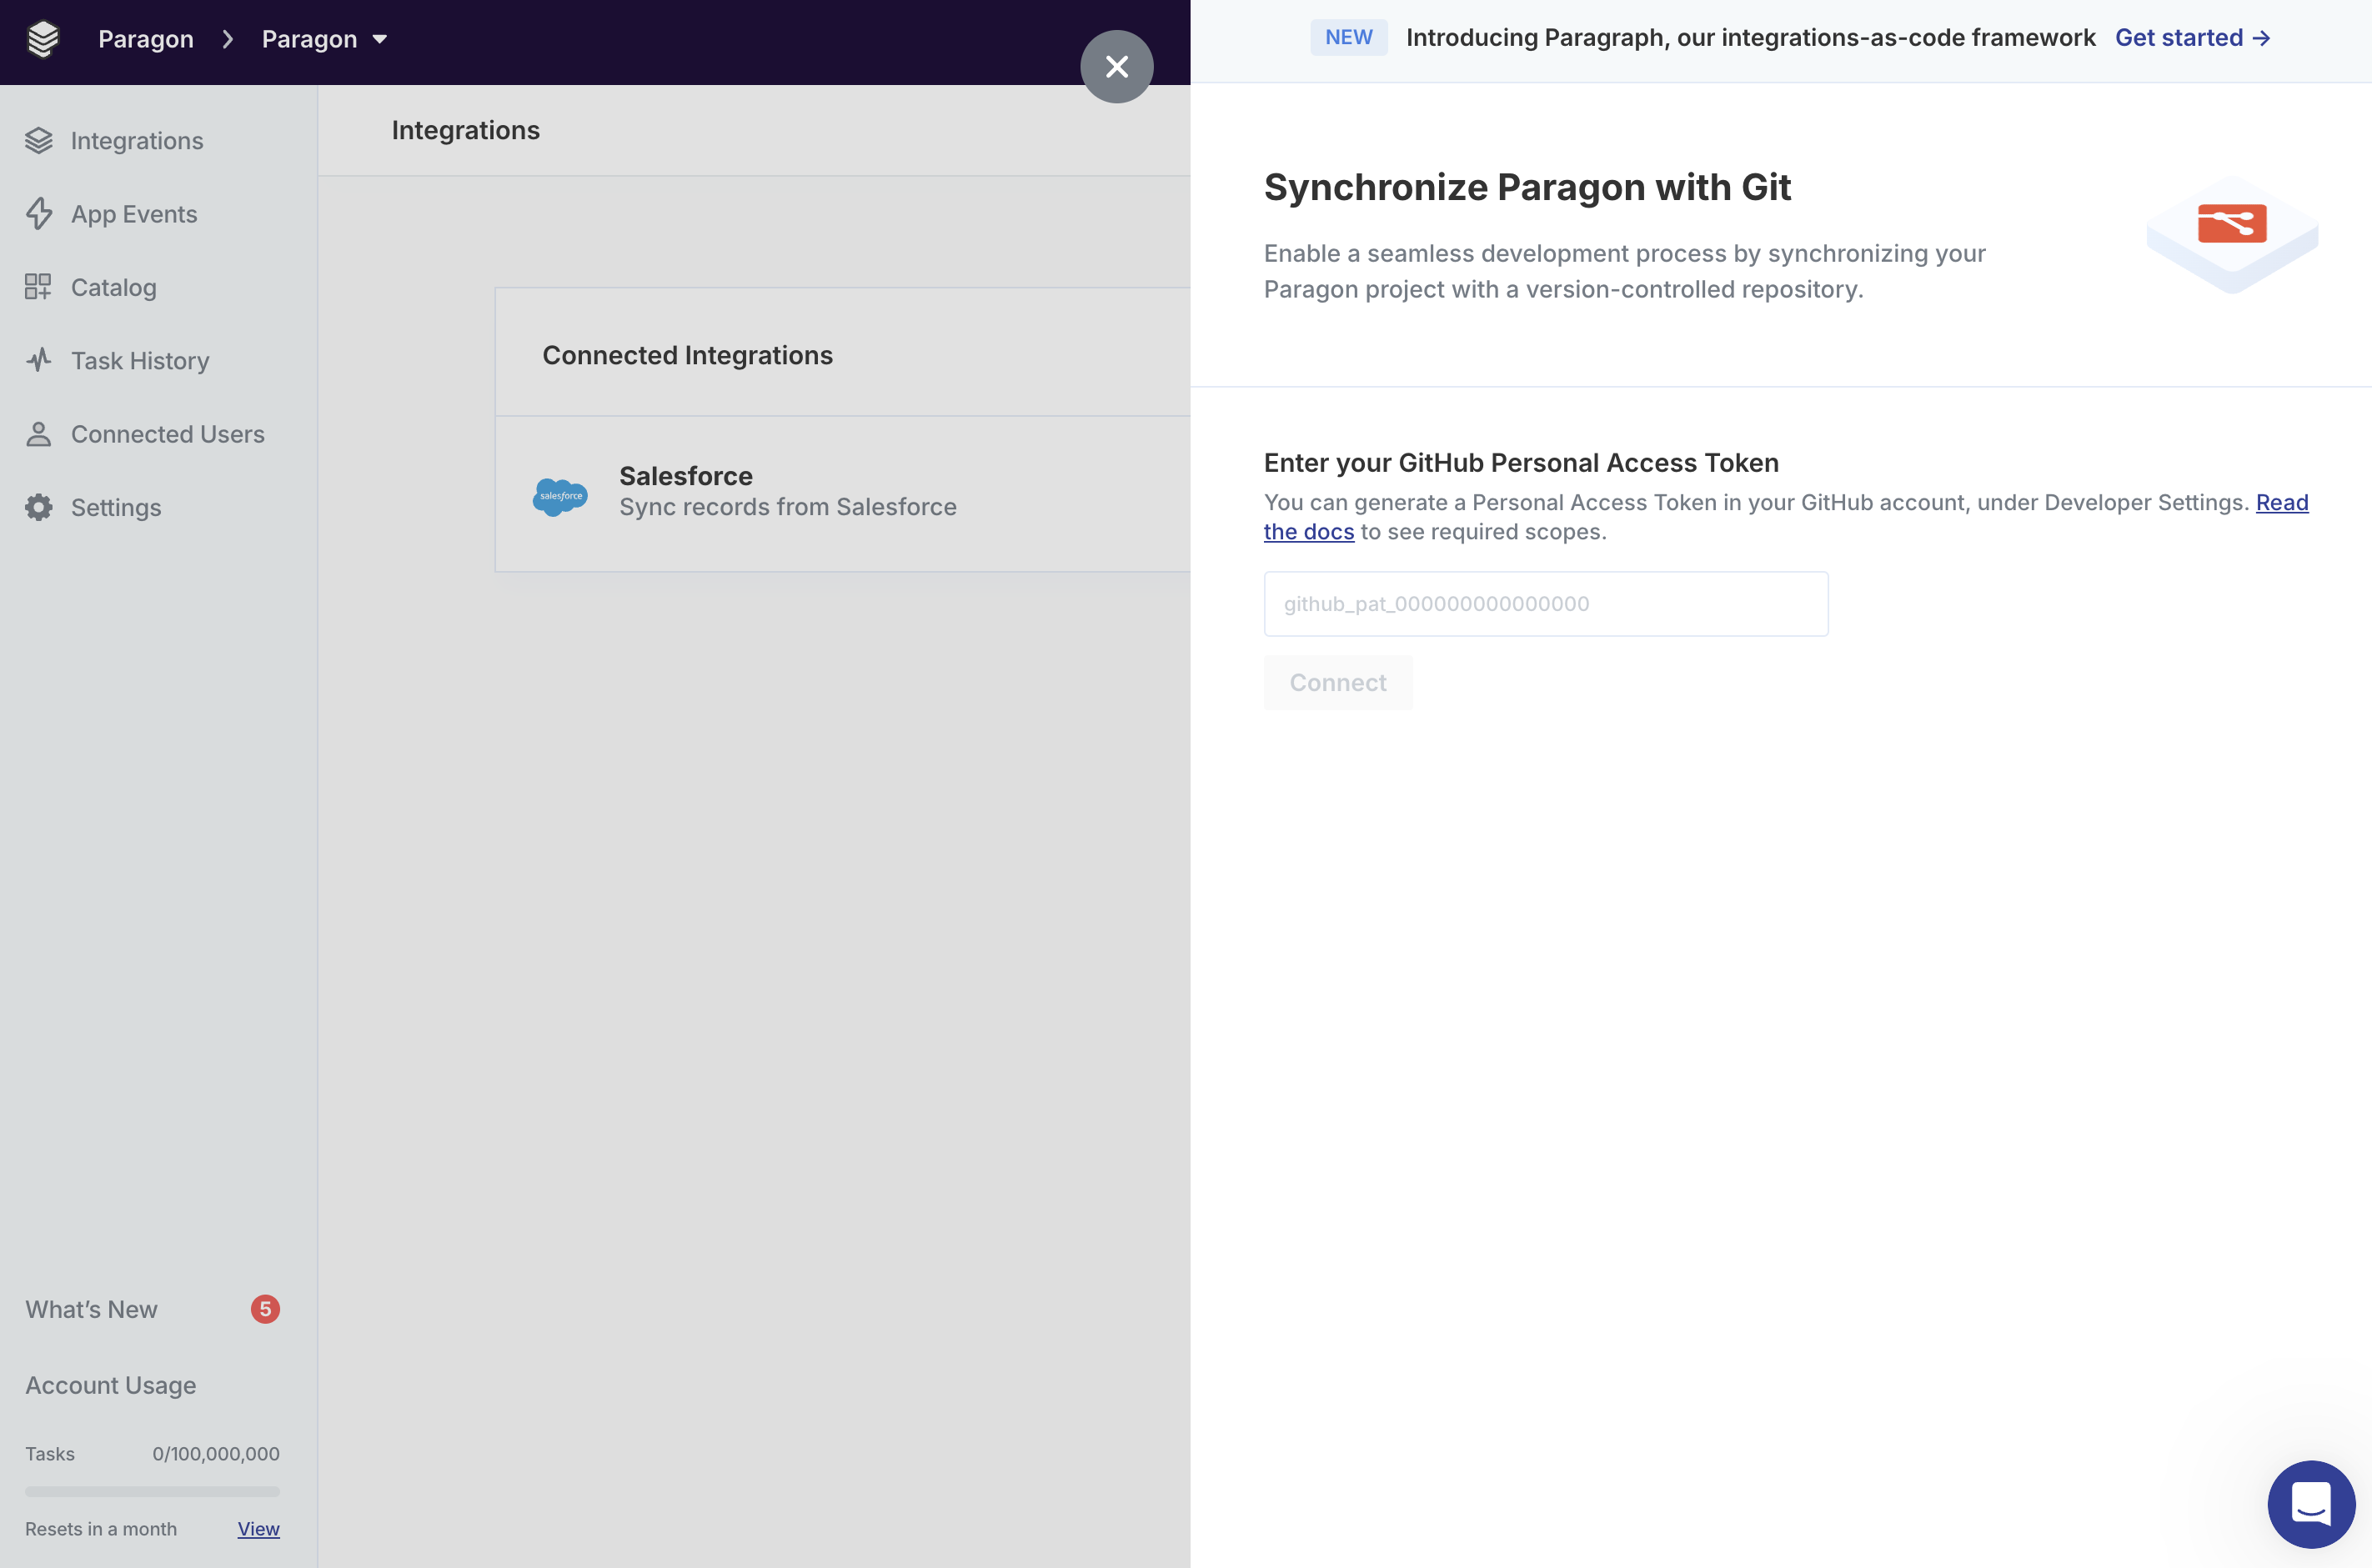 Paragon
Paragon
Integrations
App Events
Catalog
Task History
Connected Users
Settings
What's New
5
Account Usage
Tasks 0/100,000,000
Resets in a month View
Integrations
Connected Integrations
salesforce
Salesforce
Sync records from Salesforce
NEW Introducing Paragraph, our integrations-as-code framework Get started →
Synchronize Paragon with Git
Enable a seamless development process by synchronizing your
Paragon project with a version-controlled repository.
Enter your GitHub Personal Access Token
You can generate a Personal Access Token in your GitHub account, under Developer Settings. Read
the docs to see required scopes.
github_pat_000000000000000
Connect